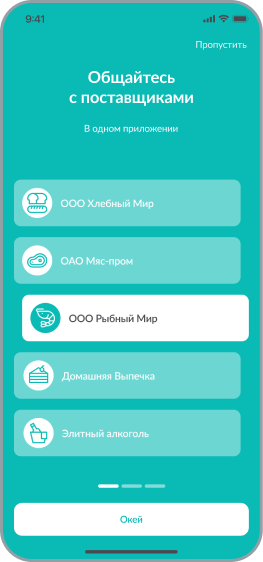 9:41
Пропустить
Общайтесь
с поставщиками
В одном приложении
ООО Хлебный Мир
ОАО Мяс-пром
ООО Рыбный Мир
Домашняя Выпечка
Элитный алкоголь
Окей